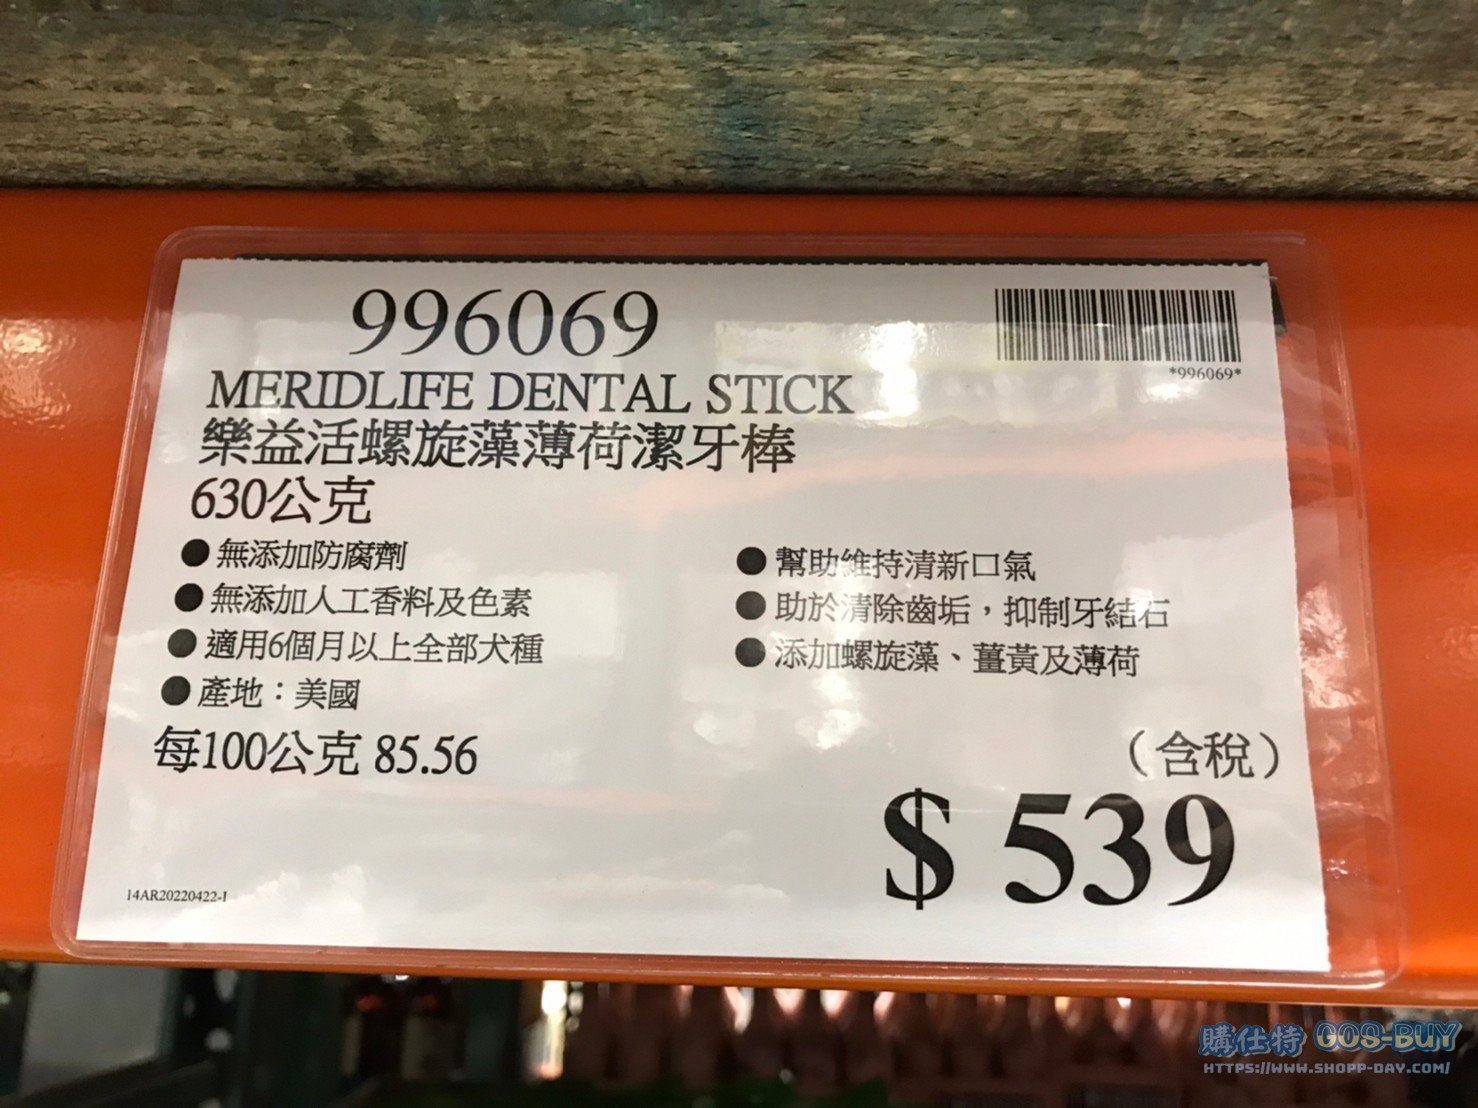 996069
*996069*
MERIDLIFE DENTAL STICK
樂益活螺旋藻薄荷潔牙棒
630公克
●無添加防腐劑
●無添加人工香料及色素
●適用6個月以上全部犬種
●產地：美國
●幫助維持清新口氣
●助於清除齒垢，抑制牙結石
●添加螺旋藻、薑黃及薄荷
每100公克 85.56
（含稅）
$ 539
14AR20220422-I
購仕特 GOS-BUY
HTTPS://WWW.SHOPP-DAY.COM/